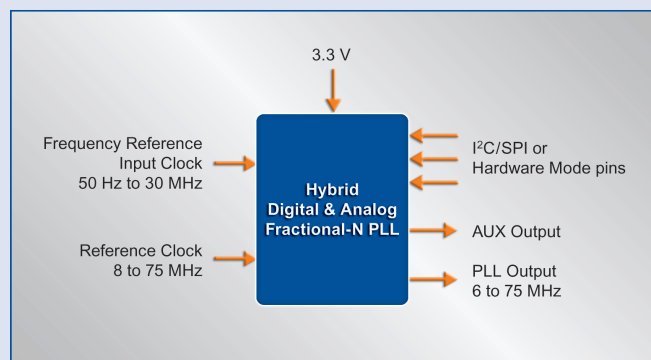 3.3 V
Frequency Reference
Input Clock
50 Hz to 30 MHz
Reference Clock
8 to 75 MHz
Hybrid
Digital & Analog
Fractional-N PLL
I²C/SPI or
Hardware Mode pins
AUX Output
PLL Output
6 to 75 MHz